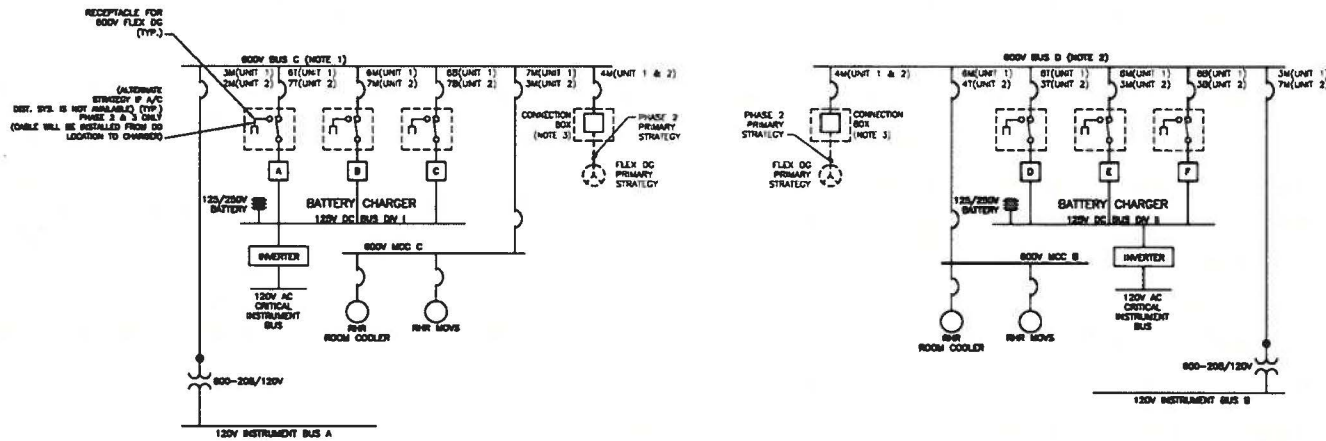 RECEPTACLE FOR
600V FLEX DG
(TYP.)
(ALTERNATE
STRATEGY IF A/C
DIST. SYS. IS NOT AVAILABLE) (TYP.)
PHASE 2 & 3 ONLY
(CABLE WILL BE INSTALLED FROM DG
LOCATION TO CHARGER)
600V BUS C (NOTE 1)
3M(UNIT 1)
2M(UNIT 2)
6T(UNIT 1)
7T(UNIT 2)
6M(UNIT 1)
7M(UNIT 2)
6B(UNIT 1)
7B(UNIT 2)
7M(UNIT 1)
3M(UNIT 2)
4M(UNIT 1 & 2)
CONNECTION
BOX
(NOTE 3)
PHASE 2
PRIMARY
STRATEGY
A
FLEX DG
PRIMARY
STRATEGY
A
B
C
125/250V
BATTERY
BATTERY CHARGER
125V DC BUS DIV I
INVERTER
120V AC
CRITICAL
INSTRUMENT
BUS
600V MCC C
RHR
ROOM COOLER
RHR MOVS
600-208/120V
120V INSTRUMENT BUS A
600V BUS D (NOTE 2)
4M(UNIT 1 & 2)
6M(UNIT 1)
4T(UNIT 2)
6T(UNIT 1)
3T(UNIT 2)
6M(UNIT 1)
3M(UNIT 2)
6B(UNIT 1)
3B(UNIT 2)
3M(UNIT 1)
7M(UNIT 2)
PHASE 2
PRIMARY
STRATEGY
CONNECTION
BOX
(NOTE 3)
A
FLEX DG
PRIMARY
STRATEGY
D
E
F
125/250V
BATTERY
BATTERY CHARGER
125V DC BUS DIV II
600V MCC B
INVERTER
120V AC
CRITICAL
INSTRUMENT
BUS
RHR
ROOM COOLER
RHR MOVS
600-208/120V
120V INSTRUMENT BUS B